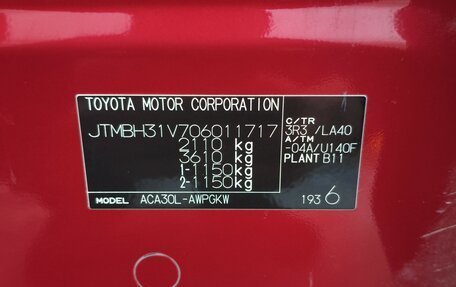 TOYOTA MOTOR CORPORATION
JTMBH31V706011717
2110 kg
3610 kg
1-1150kg
2-1150kg
C/TR
3R3 /LA40
A/TM
-04A/U140F
PLANT B11
MODEL ACA30L-AWPGKW
193 6